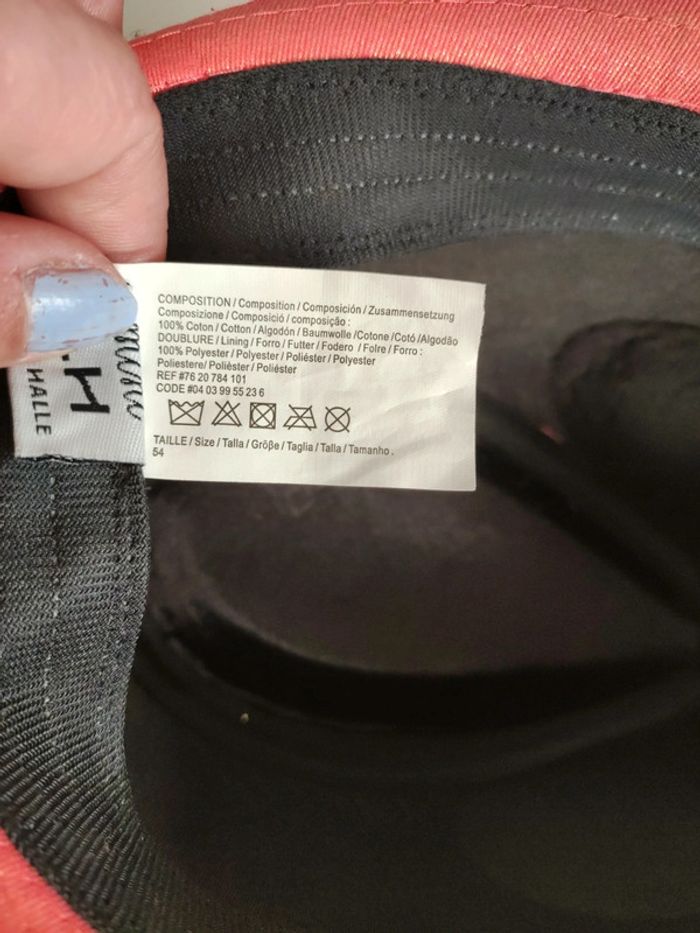 COMPOSITION / Composition / Composición / Zusammensetzung
Composizione / Composició / composição :
100% Coton / Cotton / Algodón / Baumwolle /Cotone /Cotó /Algodão
DOUBLURE / Lining / Forro / Futter / Fodero / Folre / Forro :
100% Polyester / Polyester / Poliéster / Polyester
Poliestere/ Polièster / Poliéster
REF #76 20 784 101
CODE #04 03 99 55 23 6
TAILLE / Size / Talla / Größe / Taglia / Talla / Tamanho .
54
H
HALLE